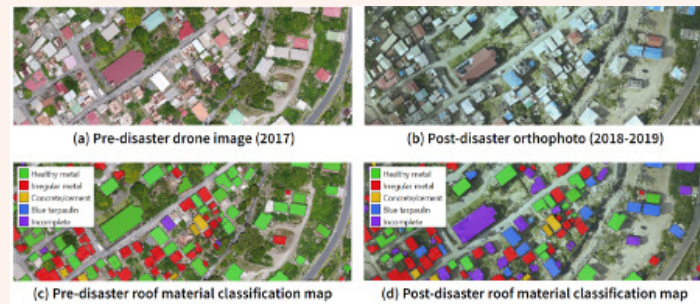 (a) Pre-disaster drone image (2017)
(b) Post-disaster orthophoto (2018-2019)
Healthy metal
Irregular metal
Concrete/cement
Blue tarpaulin
Incomplete
Healthy metal
Irregular metal
Concrete/cement
Blue tarpaulin
Incomplete
(c) Pre-disaster roof material classification map
(d) Post-disaster roof material classification map